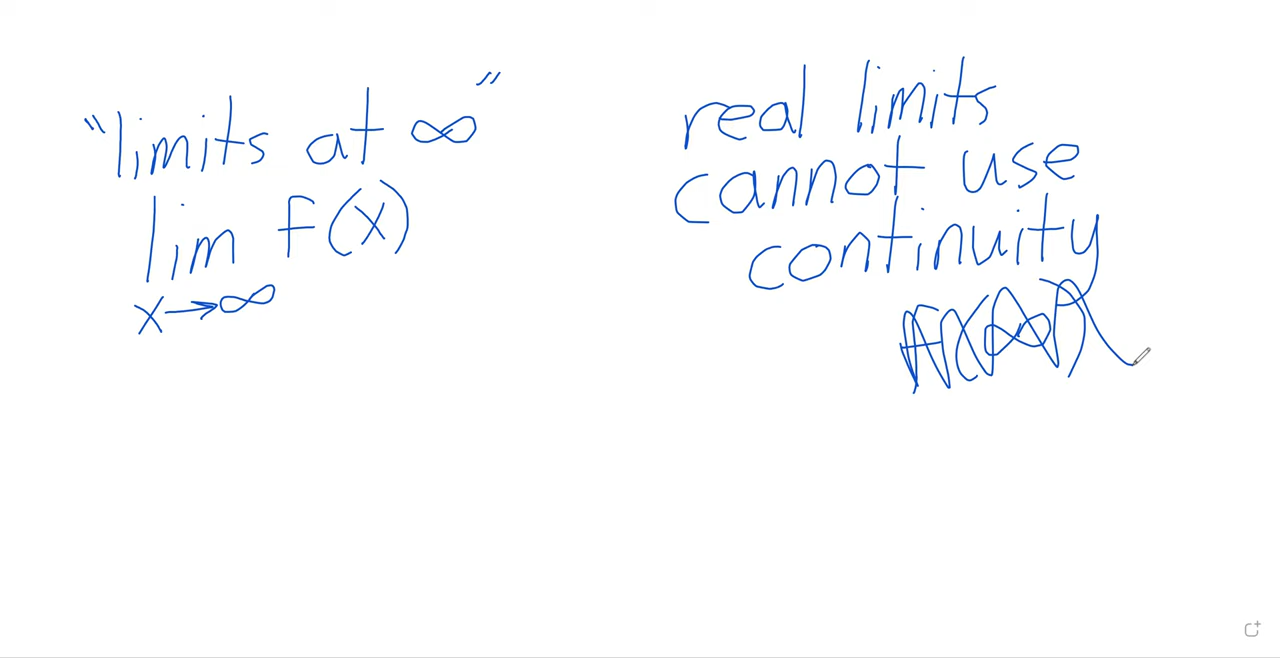 "limits at ∞"
lim f(x)
x→∞
real limits
cannot use
continuity
f(∞)